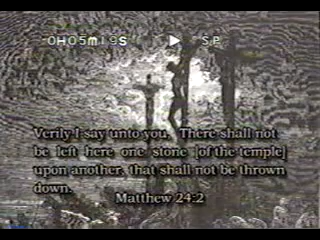 0H05m19S ▶ SP
Verily I say unto you, There shall not
be left here one stone [of the temple]
upon another, that shall not be thrown
down.
Matthew 24:2